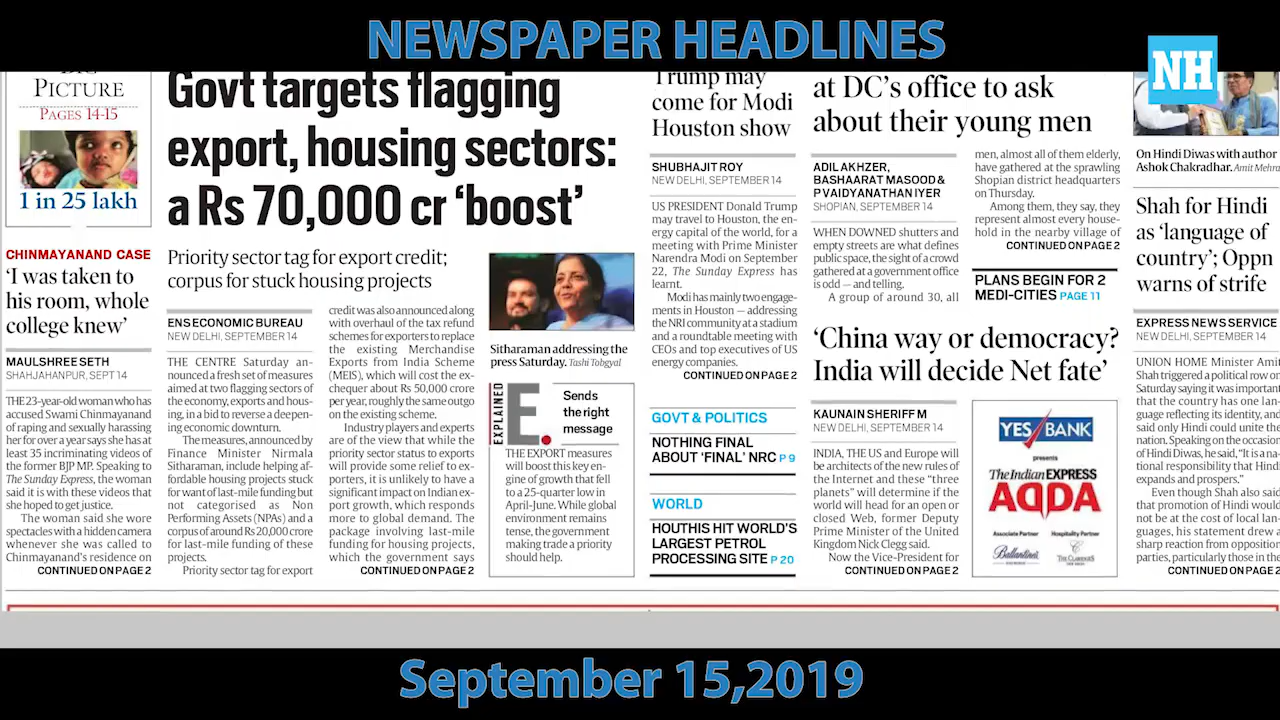 NEWSPAPER HEADLINES
NH
PICTURE
PAGES 14-15
1 in 25 lakh
CHINMAYANAND CASE
‘I was taken to
his room, whole
college knew’
MAULSHREE SETH
SHAHJAHANPUR, SEPT 14
THE 23-year-old woman who has
accused Swami Chinmayanand
of raping and sexually harassing
her for over a year says she has at
least 35 incriminating videos of
the former BJP MP. Speaking to
The Sunday Express, the woman
said it is with these videos that
she hoped to get justice.
The woman said she wore
spectacles with a hidden camera
whenever she was called to
Chinmayanand’s residence on
CONTINUED ON PAGE 2
Govt targets flagging
export, housing sectors:
a Rs 70,000 cr ‘boost’
Priority sector tag for export credit;
corpus for stuck housing projects
ENS ECONOMIC BUREAU
NEW DELHI, SEPTEMBER 14
THE CENTRE Saturday an-
nounced a fresh set of measures
aimed at two flagging sectors of
the economy, exports and hous-
ing, in a bid to reverse a deepen-
ing economic downturn.
The measures, announced by
Finance Minister Nirmala
Sitharaman, include helping af-
fordable housing projects stuck
for want of last-mile funding but
not categorised as Non
Performing Assets (NPAs) and a
corpus of around Rs 20,000 crore
for last-mile funding of these
projects.
Priority sector tag for export
credit was also announced along
with overhaul of the tax refund
schemes for exporters to replace
the existing Merchandise
Exports from India Scheme
(MEIS), which will cost the ex-
chequer about Rs 50,000 crore
per year, roughly the same outgo
on the existing scheme.
Industry players and experts
are of the view that while the
priority sector status to exports
will provide some relief to ex-
porters, it is unlikely to have a
significant impact on Indian ex-
port growth, which responds
more to global demand. The
package involving last-mile
funding for housing projects,
which the government says
CONTINUED ON PAGE 2
Sitharaman addressing the
press Saturday. Tashi Tobgyal
EXPLAINED
E.
Sends
the right
message
THE EXPORT measures
will boost this key en-
gine of growth that fell
to a 25-quarter low in
April-June. While global
environment remains
tense, the government
making trade a priority
should help.
Trump may
come for Modi
Houston show
SHUBHAJIT ROY
NEW DELHI, SEPTEMBER 14
US PRESIDENT Donald Trump
may travel to Houston, the en-
ergy capital of the world, for a
meeting with Prime Minister
Narendra Modi on September
22, The Sunday Express has
learnt.
Modi has mainly two engage-
ments in Houston — addressing
the NRI community at a stadium
and a roundtable meeting with
CEOs and top executives of US
energy companies.
CONTINUED ON PAGE 2
GOVT & POLITICS
NOTHING FINAL
ABOUT ‘FINAL’ NRC P 9
WORLD
HOUTHIS HIT WORLD’S
LARGEST PETROL
PROCESSING SITE P 20
at DC’s office to ask
about their young men
ADIL AKHZER,
BASHAARAT MASOOD &
P VAIDYANATHAN IYER
SHOPIAN, SEPTEMBER 14
WHEN DOWNED shutters and
empty streets are what defines
public space, the sight of a crowd
gathered at a government office
is odd — and telling.
A group of around 30, all
men, almost all of them elderly,
have gathered at the sprawling
Shopian district headquarters
on Thursday.
Among them, they say, they
represent almost every house-
hold in the nearby village of
CONTINUED ON PAGE 2
PLANS BEGIN FOR 2
MEDI-CITIES PAGE 11
‘China way or democracy?
India will decide Net fate’
KAUNAIN SHERIFF M
NEW DELHI, SEPTEMBER 14
INDIA, THE US and Europe will
be architects of the new rules of
the Internet and these “three
planets” will determine if the
world will head for an open or
closed Web, former Deputy
Prime Minister of the United
Kingdom Nick Clegg said.
Now the Vice-President for
CONTINUED ON PAGE 2
YES BANK
presents
The Indian EXPRESS
ADDA
Associate Partner
Hospitality Partner
Ballantine's
On Hindi Diwas with author
Ashok Chakradhar. Amit Mehra
Shah for Hindi
as ‘language of
country’; Oppn
warns of strife
EXPRESS NEWS SERVICE
NEW DELHI, SEPTEMBER 14
UNION HOME Minister Amit
Shah triggered a political row on
Saturday saying it was important
that the country has one lan-
guage reflecting its identity, and
said only Hindi could unite the
nation. Speaking on the occasion
of Hindi Diwas, he said, “It is a na-
tional responsibility that Hindi
expands and prospers.”
Even though Shah also said
that promotion of Hindi would
not be at the cost of local lan-
guages, his statement drew a
sharp reaction from opposition
parties, particularly those in the
CONTINUED ON PAGE 2
September 15,2019